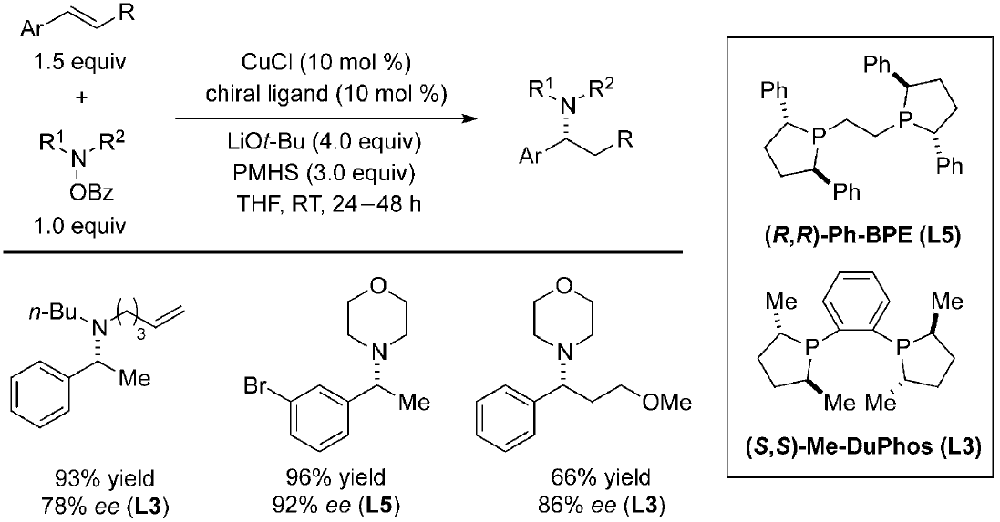 Ar
R
1.5 equiv
+
R¹
R²
N
OBz
1.0 equiv
CuCl (10 mol %)
chiral ligand (10 mol %)
LiOt-Bu (4.0 equiv)
PMHS (3.0 equiv)
THF, RT, 24–48 h
R¹
R²
N
Ar
R
Ph
Ph
P
P
Ph
Ph
(R,R)-Ph-BPE (L5)
Me
Me
P
P
Me
Me
(S,S)-Me-DuPhos (L3)
n-Bu
N
3
Me
93% yield
78% ee (L3)
O
N
Br
Me
96% yield
92% ee (L5)
O
N
OMe
66% yield
86% ee (L3)